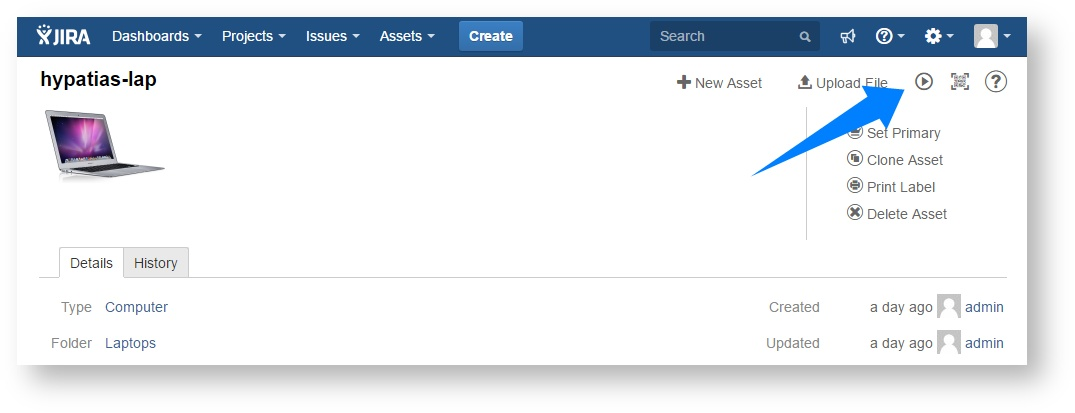 JIRA Dashboards Projects Issues Assets Create Search
hypatias-lap
New Asset Upload File
Set Primary
Clone Asset
Print Label
Delete Asset
Details History
Type Computer Created a day ago admin
Folder Laptops Updated a day ago admin